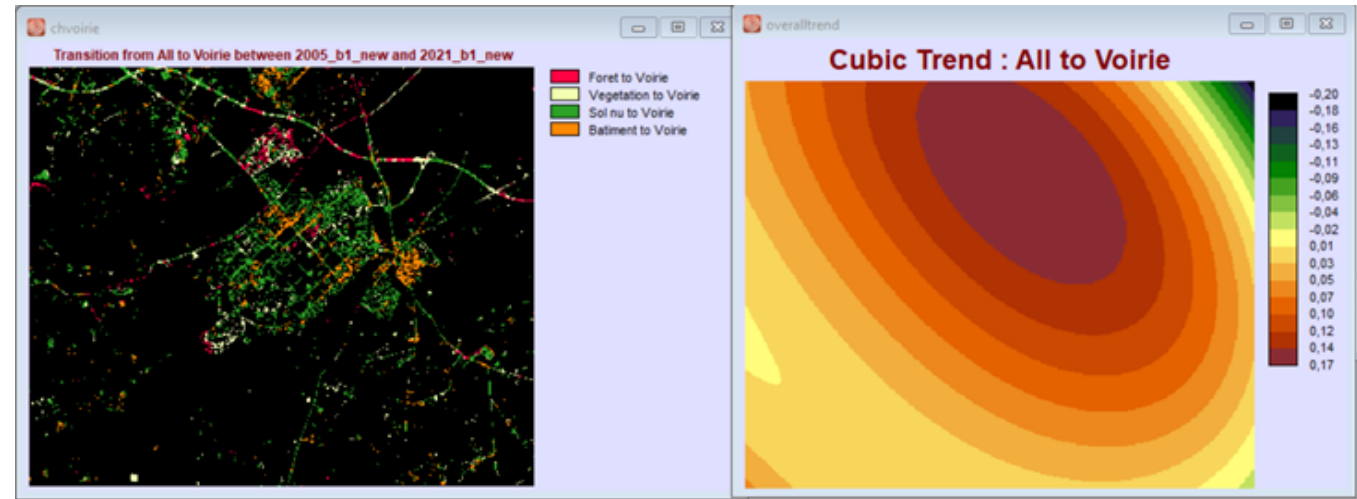 chvoirie
Transition from All to Voirie between 2005_b1_new and 2021_b1_new
Foret to Voirie
Vegetation to Voirie
Sol nu to Voirie
Batiment to Voirie
overalltrend
Cubic Trend : All to Voirie
-0,20
-0,18
-0,16
-0,13
-0,11
-0,09
-0,06
-0,04
-0,02
0,01
0,03
0,05
0,07
0,10
0,12
0,14
0,17